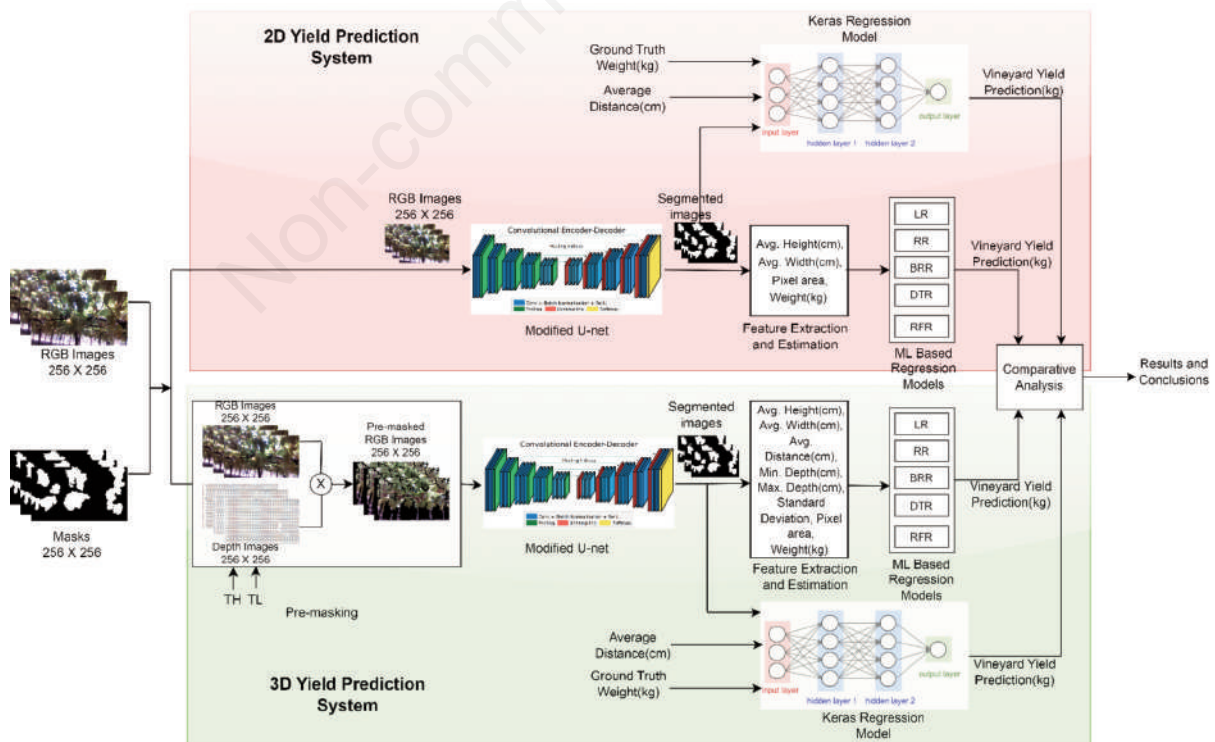 Non-comm
2D Yield Prediction
System
Keras Regression
Model
Ground Truth
Weight(kg)
Average
Distance(cm)
input layer
hidden layer 1
hidden layer 2
output layer
Vineyard Yield
Prediction(kg)
RGB Images
256 X 256
Convolutional Encoder-Decoder
Modified U-net
Segmented
images
Avg. Height(cm),
Avg. Width(cm),
Pixel area,
Weight(kg)
Feature Extraction
and Estimation
LR
RR
BRR
DTR
RFR
ML Based
Regression
Models
Vineyard Yield
Prediction(kg)
RGB Images
256 X 256
Masks
256 X 256
Comparative
Analysis
Results and
Conclusions
RGB Images
256 X 256
X
Depth Images
256 X 256
TH
TL
Pre-masking
Pre-masked
RGB Images
256 X 256
Convolutional Encoder-Decoder
Modified U-net
Segmented
images
Avg. Height(cm),
Avg. Width(cm),
Avg.
Distance(cm),
Min. Depth(cm),
Max. Depth(cm),
Standard
Deviation, Pixel
area,
Weight(kg)
Feature Extraction
and Estimation
LR
RR
BRR
DTR
RFR
ML Based
Regression
Models
Vineyard Yield
Prediction(kg)
Average
Distance(cm)
Ground Truth
Weight(kg)
input layer
hidden layer 1
hidden layer 2
output layer
Keras Regression
Model
Vineyard Yield
Prediction(kg)
3D Yield Prediction
System